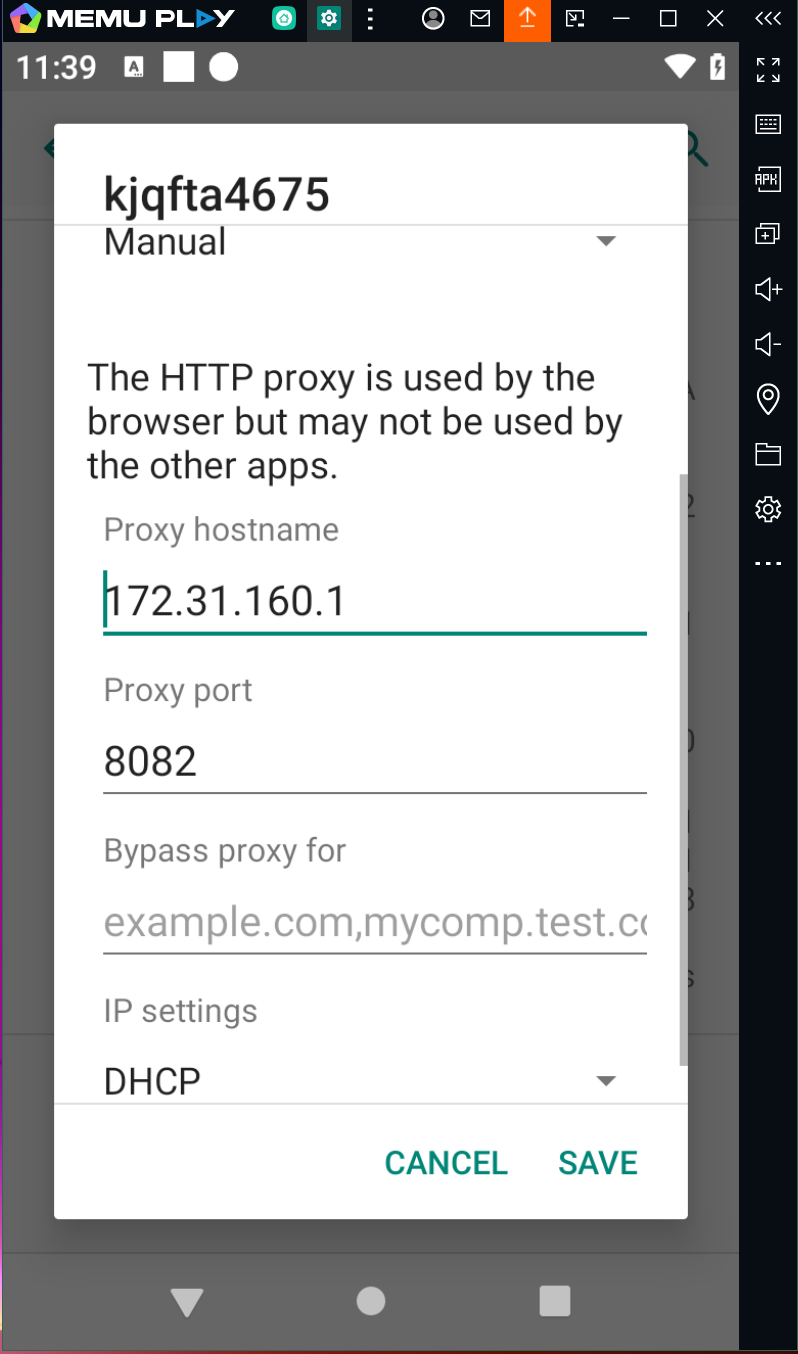 MEMU PLAY
11:39
A
kjqfta4675
Manual
The HTTP proxy is used by the
browser but may not be used by
the other apps.
Proxy hostname
172.31.160.1
Proxy port
8082
Bypass proxy for
example.com,mycomp.test.co
IP settings
DHCP
CANCEL SAVE
APK